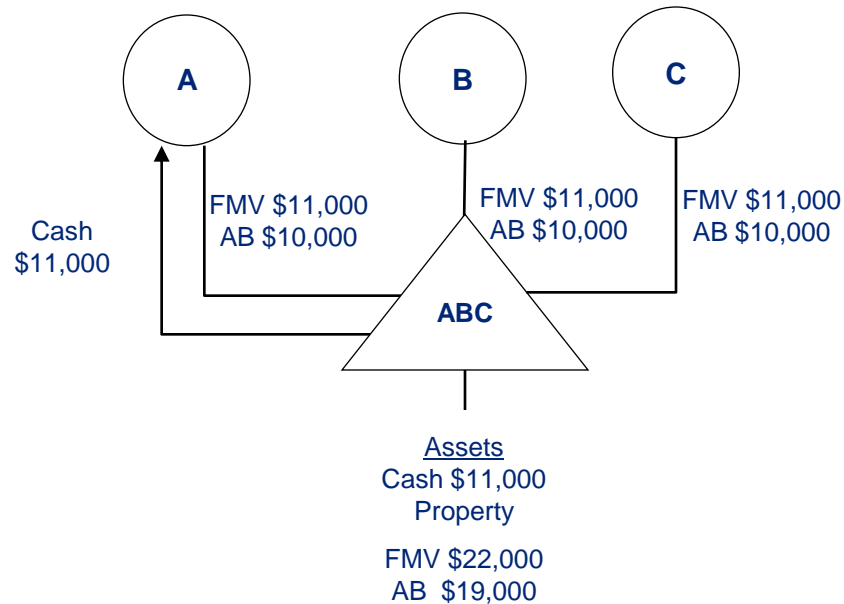 A
B
C
Cash
$11,000
FMV $11,000
AB $10,000
FMV $11,000
AB $10,000
FMV $11,000
AB $10,000
ABC
Assets
Cash $11,000
Property
FMV $22,000
AB $19,000